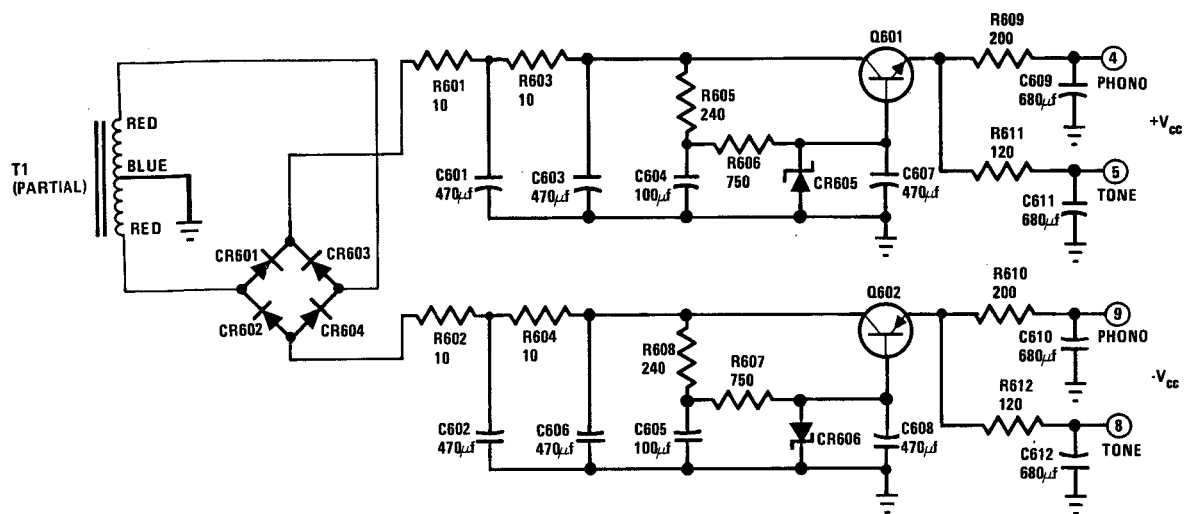 R601
10
R603
10
R605
240
R606
750
C601
470μf
C603
470μf
C604
100μf
CR605
C607
470μf
Q601
R609
200
C609
680μf
4
PHONO
+Vcc
R611
120
C611
680μf
5
TONE
T1
(PARTIAL)
RED
BLUE
RED
CR601
CR603
CR602
CR604
R602
10
R604
10
R608
240
R607
750
C602
470μf
C606
470μf
C605
100μf
CR606
C608
470μf
Q602
R610
200
C610
680μf
9
PHONO
-Vcc
R612
120
C612
680μf
8
TONE